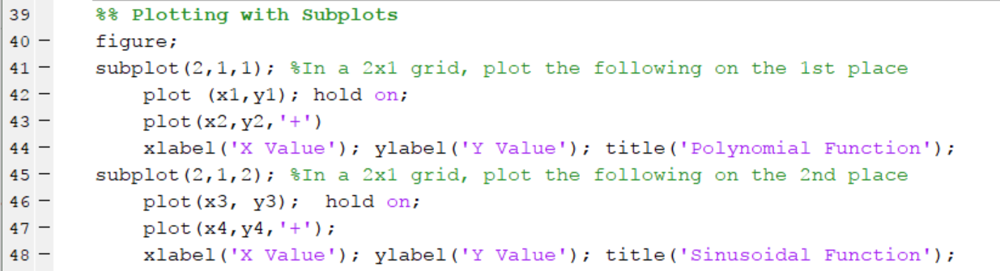 39 %% Plotting with Subplots
40 – figure;
41 – subplot(2,1,1); %In a 2x1 grid, plot the following on the 1st place
42 – plot (x1,y1); hold on;
43 – plot(x2,y2,'+')
44 – xlabel('X Value'); ylabel('Y Value'); title('Polynomial Function');
45 – subplot(2,1,2); %In a 2x1 grid, plot the following on the 2nd place
46 – plot(x3, y3);  hold on;
47 – plot(x4,y4,'+');
48 – xlabel('X Value'); ylabel('Y Value'); title('Sinusoidal Function');